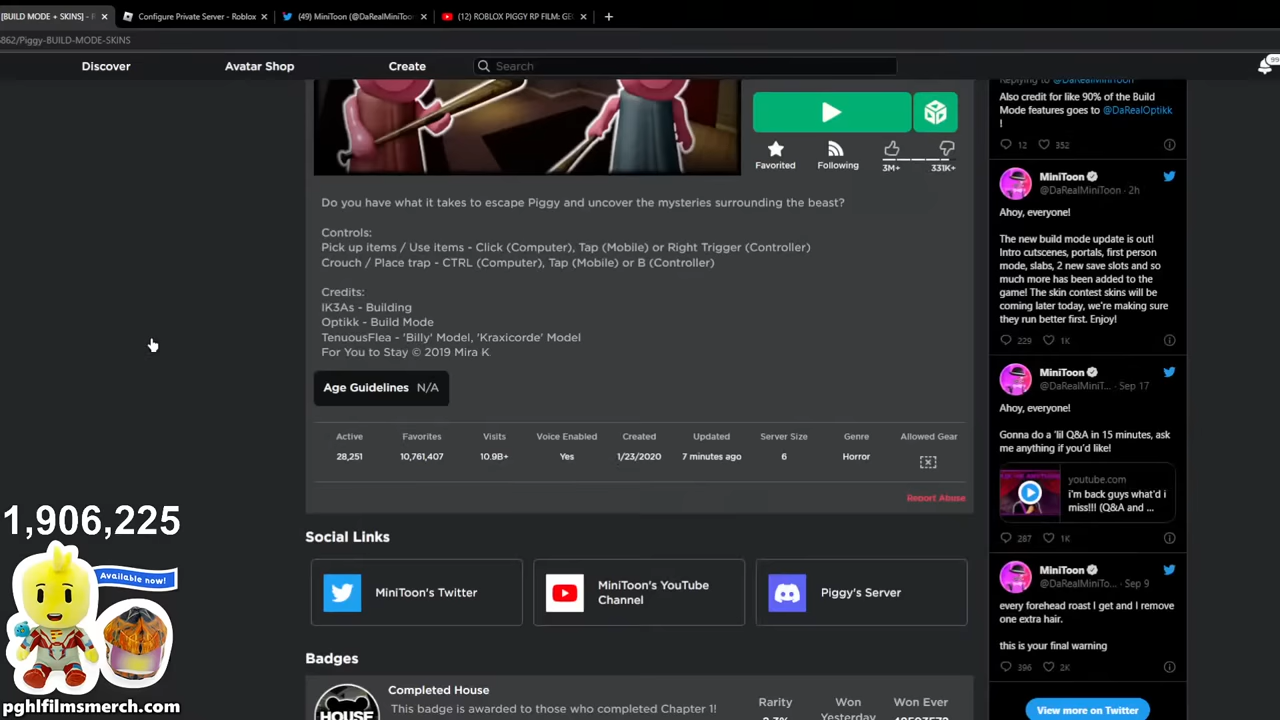 [BUILD MODE + SKINS] - R
Configure Private Server - Roblox
(49) MiniToon (@DaRealMiniToo
(12) ROBLOX PIGGY RP FILM: GE
862/Piggy-BUILD-MODE-SKINS
Discover
Avatar Shop
Create
Search
99
Favorited
Following
3M+
331K+
Do you have what it takes to escape Piggy and uncover the mysteries surrounding the beast?
Controls:
Pick up items / Use items - Click (Computer), Tap (Mobile) or Right Trigger (Controller)
Crouch / Place trap - CTRL (Computer), Tap (Mobile) or B (Controller)
Credits:
IK3As - Building
Optikk - Build Mode
TenuousFlea - 'Billy' Model, 'Kraxicorde' Model
For You to Stay © 2019 Mira K
Age Guidelines N/A
Active Favorites Visits Voice Enabled Created Updated Server Size Genre Allowed Gear
28,251 10,761,407 10.9B+ Yes 1/23/2020 7 minutes ago 6 Horror
Report Abuse
Social Links
MiniToon's Twitter
MiniToon's YouTube
Channel
Piggy's Server
Badges
Completed House
This badge is awarded to those who completed Chapter 1!
HOUSE
Rarity
Won
Yesterday
Won Ever
Replying to @DaRealMiniToon
Also credit for like 90% of the Build
Mode features goes to @DaRealOptikk
!
12 352
MiniToon
@DaRealMiniToon · 2h
Ahoy, everyone!
The new build mode update is out!
Intro cutscenes, portals, first person
mode, slabs, 2 new save slots and so
much more has been added to the
game! The skin contest skins will be
coming later today, we're making sure
they run better first. Enjoy!
229 1K
MiniToon
@DaRealMiniT... · Sep 17
Ahoy, everyone!
Gonna do a 'lil Q&A in 15 minutes, ask
me anything if you'd like!
youtube.com
i'm back guys what'd i
miss!!! (Q&A and ...
287 1K
MiniToon
@DaRealMiniTo... · Sep 9
every forehead roast I get and I remove
one extra hair.
this is your final warning
396 2K
View more on Twitter
1,906,225
Available now!
pghlfilmsmerch.com